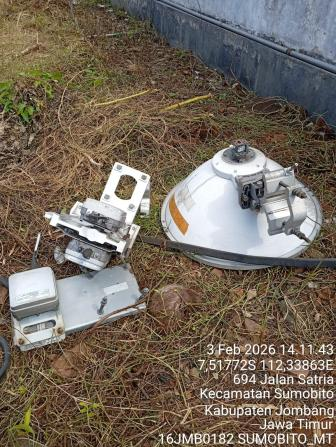 3 Feb 2026 14.11.43
7,51772S 112,33863E
694 Jalan Satria
Kecamatan Sumobito
Kabupaten Jombang
Jawa Timur
16JMB0182 SUMOBITO_MT